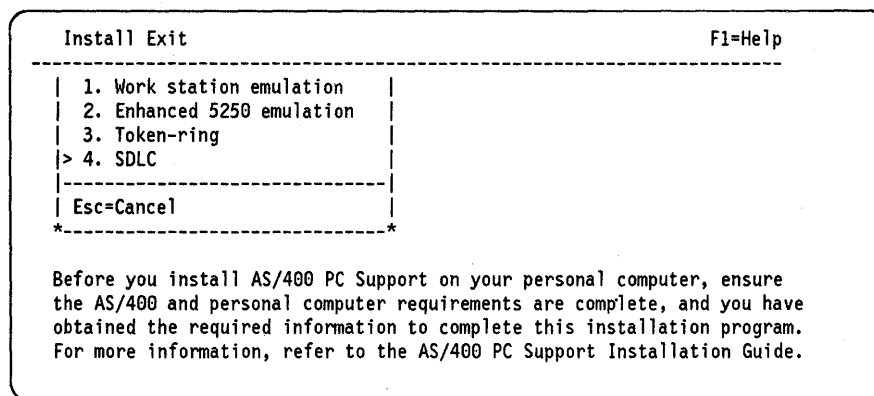 Install Exit F1=Help
--------------------------------------------------------------------------
| 1. Work station emulation |
| 2. Enhanced 5250 emulation |
| 3. Token-ring |
|> 4. SDLC |
|--------------------------------|
| Esc=Cancel |
*--------------------------------*
Before you install AS/400 PC Support on your personal computer, ensure
the AS/400 and personal computer requirements are complete, and you have
obtained the required information to complete this installation program.
For more information, refer to the AS/400 PC Support Installation Guide.